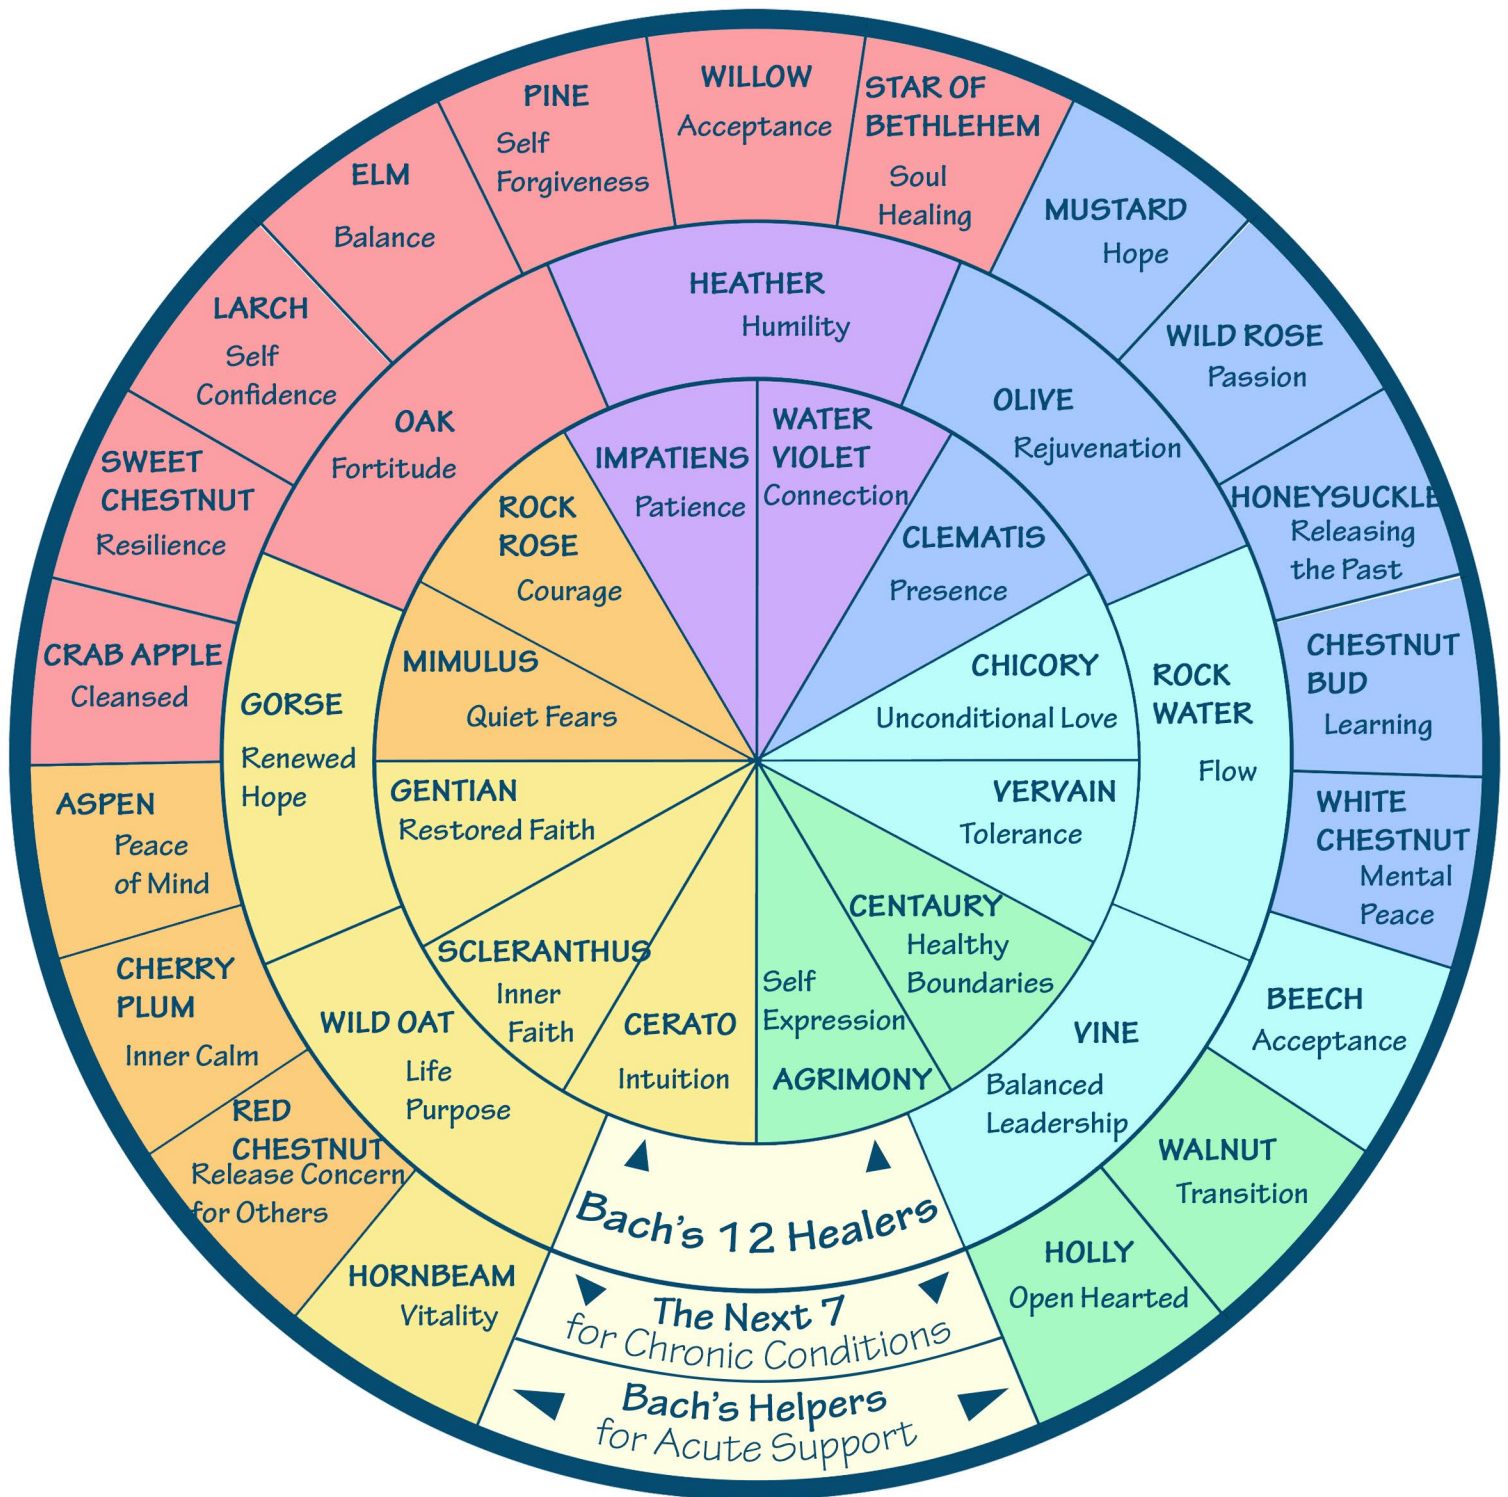 PINE
Self
Forgiveness
WILLOW
Acceptance
STAR OF
BETHLEHEM
Soul
Healing
MUSTARD
Hope
WILD ROSE
Passion
HONEYSUCKLE
Releasing
the Past
CHESTNUT
BUD
Learning
WHITE
CHESTNUT
Mental
Peace
BEECH
Acceptance
WALNUT
Transition
HOLLY
Open Hearted
HORNBEAM
Vitality
RED
CHESTNUT
Release Concern
for Others
CHERRY
PLUM
Inner Calm
ASPEN
Peace
of Mind
CRAB APPLE
Cleansed
SWEET
CHESTNUT
Resilience
LARCH
Self
Confidence
ELM
Balance
HEATHER
Humility
OLIVE
Rejuvenation
ROCK
WATER
Flow
VINE
Balanced
Leadership
WILD OAT
Life
Purpose
GORSE
Renewed
Hope
OAK
Fortitude
IMPATIENS
Patience
WATER
VIOLET
Connection
CLEMATIS
Presence
CHICORY
Unconditional Love
VERVAIN
Tolerance
CENTAURY
Healthy
Boundaries
Self
Expression
AGRIMONY
CERATO
Intuition
SCLERANTHUS
Inner
Faith
GENTIAN
Restored Faith
MIMULUS
Quiet Fears
ROCK
ROSE
Courage
Bach's 12 Healers
The Next 7
for Chronic Conditions
Bach's Helpers
for Acute Support